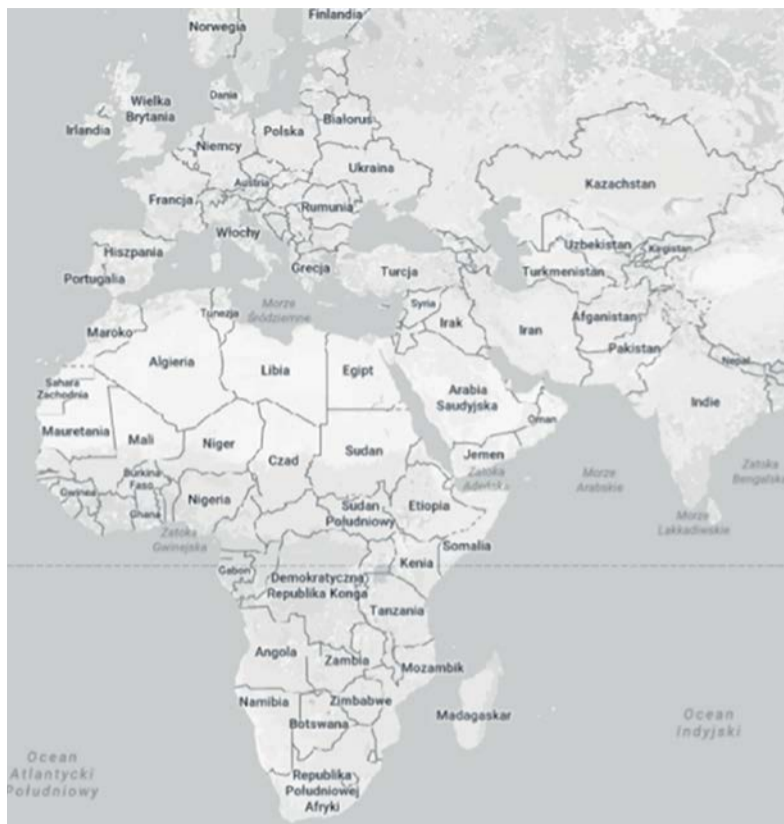 Norwegia
Finlandia
Dania
Wielka
Brytania
Irlandia
Białoruś
Polska
Niemcy
Ukraina
Austria
Kazachstan
Francja
Rumunia
Włochy
Uzbekistan
Kirgistan
Hiszpania
Grecja
Turcja
Turkmenistan
Portugalia
Morze
Śródziemne
Syria
Tunezja
Afganistan
Irak
Iran
Maroko
Pakistan
Nepal
Algieria
Libia
Egipt
Sahara
Zachodnia
Arabia
Saudyjska
Indie
Oman
Mauretania
Mali
Niger
Czad
Sudan
Jemen
Zatoka
Adeńska
Morze
Arabskie
Zatoka
Bengalska
Burkina
Faso
Gwinea
Nigeria
Ghana
Sudan
Południowy
Etiopia
Morze
Lakkadiwskie
Zatoka
Gwinejska
Somalia
Gabon
Kenia
Demokratyczna
Republika Konga
Tanzania
Angola
Zambia
Mozambik
Namibia
Zimbabwe
Botswana
Madagaskar
Ocean
Indyjski
Ocean
Atlantycki
Południowy
Republika
Południowej
Afryki